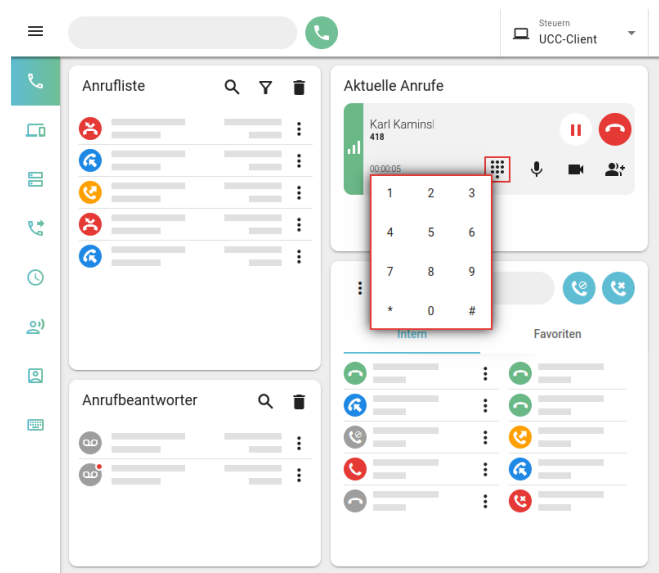 Steuern
UCC-Client
Anrufliste
Aktuelle Anrufe
Karl Kaminsl
418
00:00:05
1 2 3
4 5 6
7 8 9
* 0 #
Intern
Favoriten
Anrufbeantworter